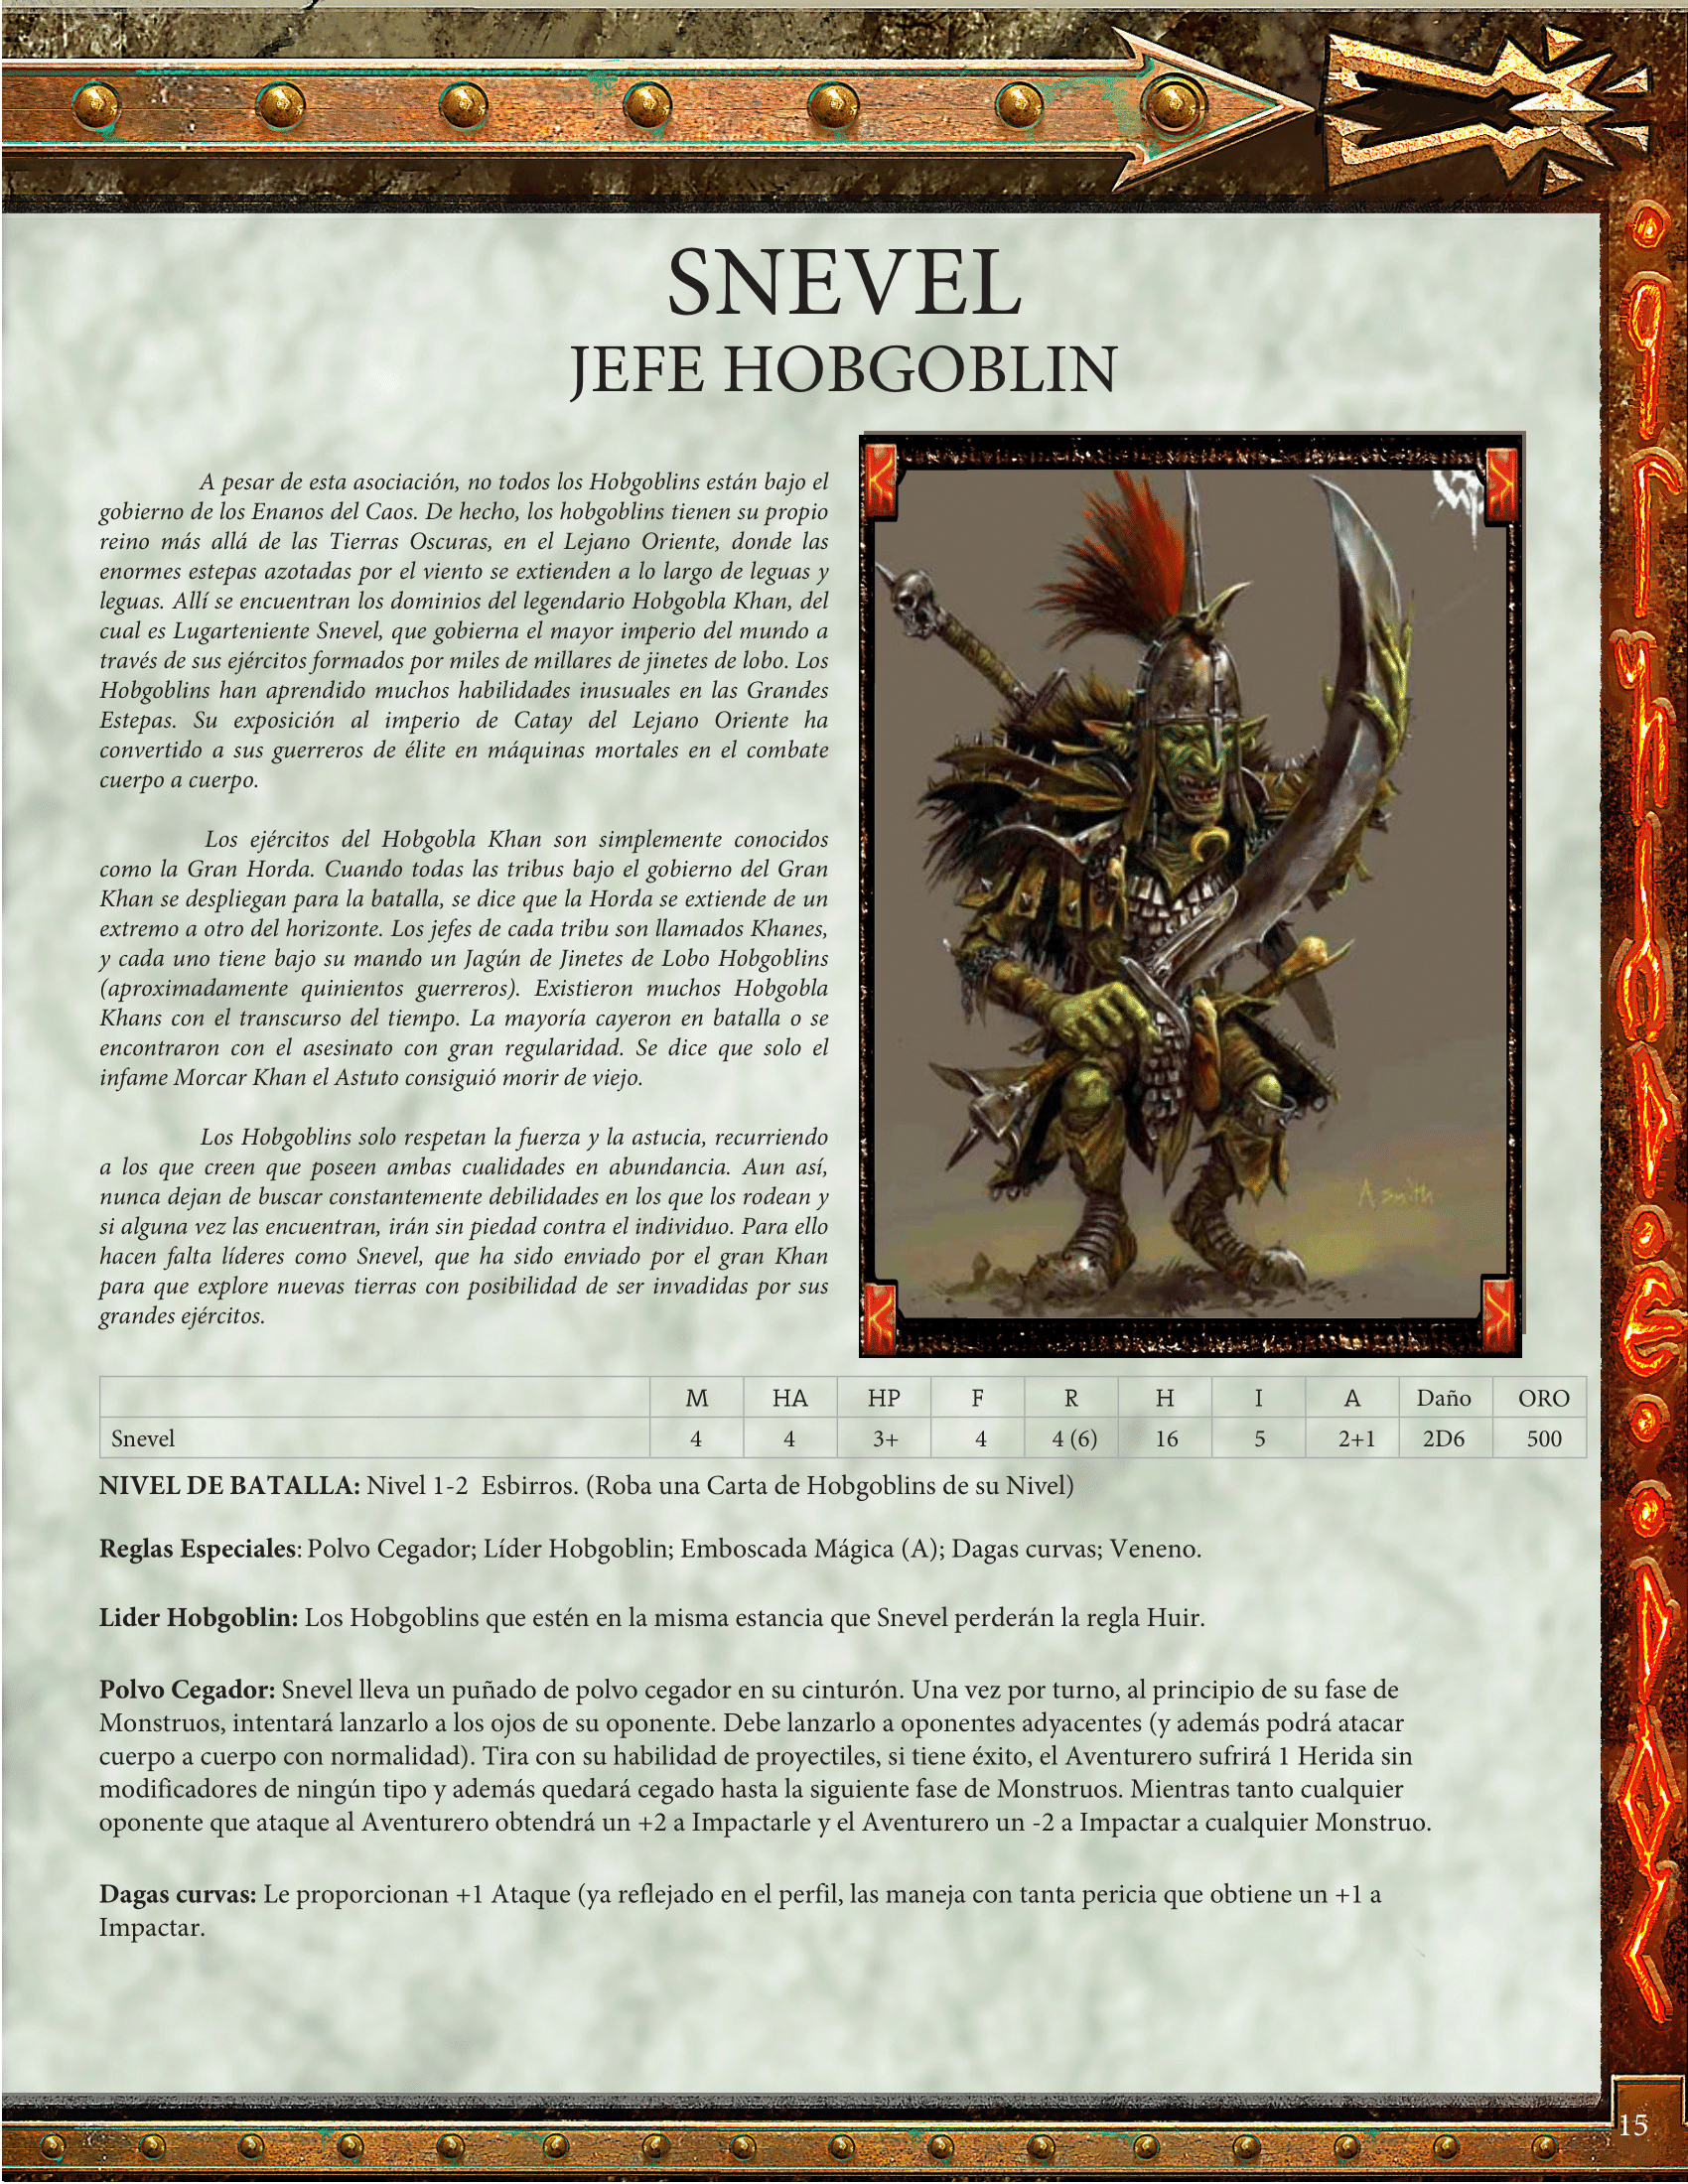 SNEVEL
JEFE HOBGOBLIN
A pesar de esta asociación, no todos los Hobgoblins están bajo el
gobierno de los Enanos del Caos. De hecho, los hobgoblins tienen su propio
reino más allá de las Tierras Oscuras, en el Lejano Oriente, donde las
enormes estepas azotadas por el viento se extienden a lo largo de leguas y
leguas. Allí se encuentran los dominios del legendario Hobgobla Khan, del
cual es Lugarteniente Snevel, que gobierna el mayor imperio del mundo a
través de sus ejércitos formados por miles de millares de jinetes de lobo. Los
Hobgoblins han aprendido muchos habilidades inusuales en las Grandes
Estepas. Su exposición al imperio de Catay del Lejano Oriente ha
convertido a sus guerreros de élite en máquinas mortales en el combate
cuerpo a cuerpo.
Los ejércitos del Hobgobla Khan son simplemente conocidos
como la Gran Horda. Cuando todas las tribus bajo el gobierno del Gran
Khan se despliegan para la batalla, se dice que la Horda se extiende de un
extremo a otro del horizonte. Los jefes de cada tribu son llamados Khanes,
y cada uno tiene bajo su mando un Jagún de Jinetes de Lobo Hobgoblins
(aproximadamente quinientos guerreros). Existieron muchos Hobgobla
Khans con el transcurso del tiempo. La mayoría cayeron en batalla o se
encontraron con el asesinato con gran regularidad. Se dice que solo el
infame Morcar Khan el Astuto consiguió morir de viejo.
Los Hobgoblins solo respetan la fuerza y la astucia, recurriendo
a los que creen que poseen ambas cualidades en abundancia. Aun así,
nunca dejan de buscar constantemente debilidades en los que los rodean y
si alguna vez las encuentran, irán sin piedad contra el individuo. Para ello
hacen falta líderes como Snevel, que ha sido enviado por el gran Khan
para que explore nuevas tierras con posibilidad de ser invadidas por sus
grandes ejércitos.
A Smith
M HA HP F R H I A Daño ORO
Snevel 4 4 3+ 4 4 (6) 16 5 2+1 2D6 500
NIVEL DE BATALLA: Nivel 1-2 Esbirros. (Roba una Carta de Hobgoblins de su Nivel)
Reglas Especiales: Polvo Cegador; Líder Hobgoblin; Emboscada Mágica (A); Dagas curvas; Veneno.
Lider Hobgoblin: Los Hobgoblins que estén en la misma estancia que Snevel perderán la regla Huir.
Polvo Cegador: Snevel lleva un puñado de polvo cegador en su cinturón. Una vez por turno, al principio de su fase de
Monstruos, intentará lanzarlo a los ojos de su oponente. Debe lanzarlo a oponentes adyacentes (y además podrá atacar
cuerpo a cuerpo con normalidad). Tira con su habilidad de proyectiles, si tiene éxito, el Aventurero sufrirá 1 Herida sin
modificadores de ningún tipo y además quedará cegado hasta la siguiente fase de Monstruos. Mientras tanto cualquier
oponente que ataque al Aventurero obtendrá un +2 a Impactarle y el Aventurero un -2 a Impactar a cualquier Monstruo.
Dagas curvas: Le proporcionan +1 Ataque (ya reflejado en el perfil, las maneja con tanta pericia que obtiene un +1 a
Impactar.
15